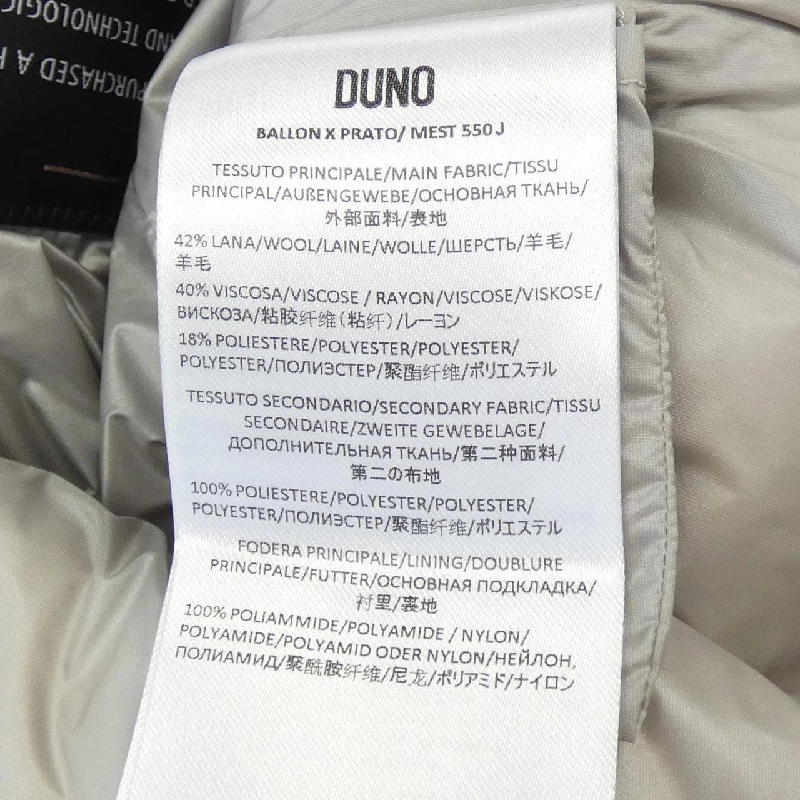 PURCHASED A
AND TECHNOLOGIC
DUNO
BALLON X PRATO/ MEST 550 J
TESSUTO PRINCIPALE/MAIN FABRIC/TISSU
PRINCIPAL/AUßENGEWEBE/ОСНОВНАЯ ТКАНЬ/
外部面料/表地
42% LANA/WOOL/LAINE/WOLLE/ШЕРСТЬ/羊毛/
羊毛
40% VISCOSA/VISCOSE / RAYON/VISCOSE/VISKOSE/
ВИСКОЗА/粘胶纤维(粘纤)/レーヨン
18% POLIESTERE/POLYESTER/POLYESTER/
POLYESTER/ПОЛИЭСТЕР/聚酯纤维/ポリエステル
TESSUTO SECONDARIO/SECONDARY FABRIC/TISSU
SECONDAIRE/ZWEITE GEWEBELAGE/
ДОПОЛНИТЕЛЬНАЯ ТКАНЬ/第二种面料/
第二の布地
100% POLIESTERE/POLYESTER/POLYESTER/
POLYESTER/ПОЛИЭСТЕР/聚酯纤维/ポリエステル
FODERA PRINCIPALE/LINING/DOUBLURE
PRINCIPALE/FUTTER/ОСНОВНАЯ ПОДКЛАДКА/
衬里/裏地
100% POLIAMMIDE/POLYAMIDE / NYLON/
POLYAMIDE/POLYAMID ODER NYLON/НЕЙЛОН,
ПОЛИАМИД/聚酰胺纤维/尼龙/ポリアミド/ナイロン